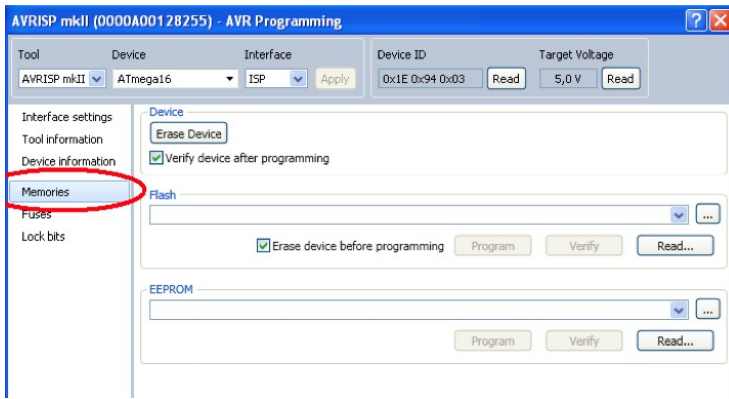 AVRISP mkII (0000A00128255) - AVR Programming
Tool Device Interface Device ID Target Voltage
AVRISP mkII ATmega16 ISP Apply 0x1E 0x94 0x03 Read 5,0 V Read
Interface settings
Tool information
Device information
Memories
Fuses
Lock bits
Device
Erase Device
Verify device after programming
Flash
...
Erase device before programming Program Verify Read...
EEPROM
...
Program Verify Read...